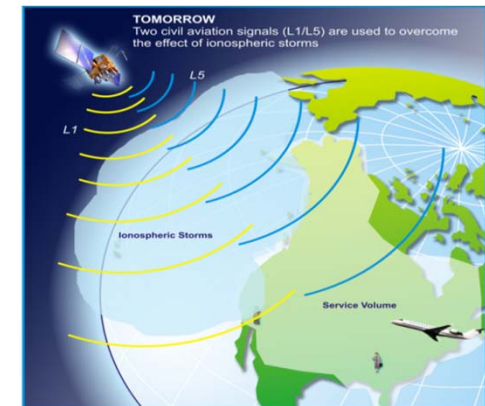 TOMORROW
Two civil aviation signals (L1/L5) are used to overcome
the effect of ionospheric storms
L5
L1
Ionospheric Storms
Service Volume